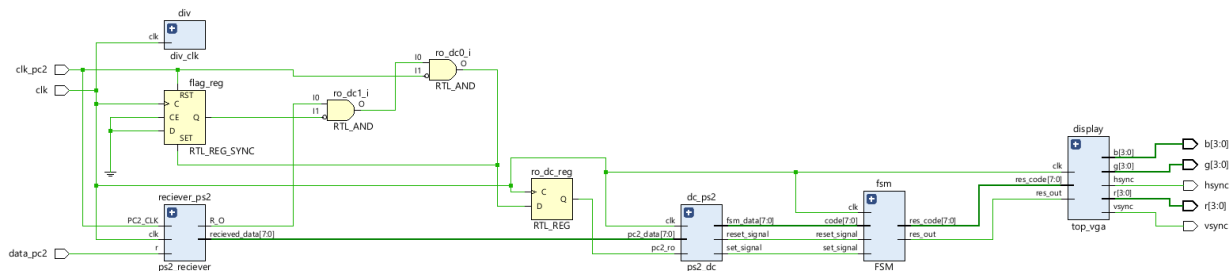 div
clk
div_clk
clk_pc2
clk
flag_reg
RST
C
CE
D
Q
SET
RTL_REG_SYNC
ro_dc1_i
I0
I1
O
RTL_AND
ro_dc0_i
I0
I1
O
RTL_AND
reciever_ps2
PC2_CLK
clk
r
R_O
recieved_data[7:0]
ps2_reciever
data_pc2
ro_dc_reg
C
D
Q
RTL_REG
dc_ps2
clk
pc2_data[7:0]
pc2_ro
fsm_data[7:0]
reset_signal
set_signal
ps2_dc
fsm
clk
code[7:0]
reset_signal
set_signal
res_code[7:0]
res_out
FSM
display
clk
res_code[7:0]
res_out
b[3:0]
g[3:0]
hsync
r[3:0]
vsync
top_vga
b[3:0]
g[3:0]
hsync
r[3:0]
vsync